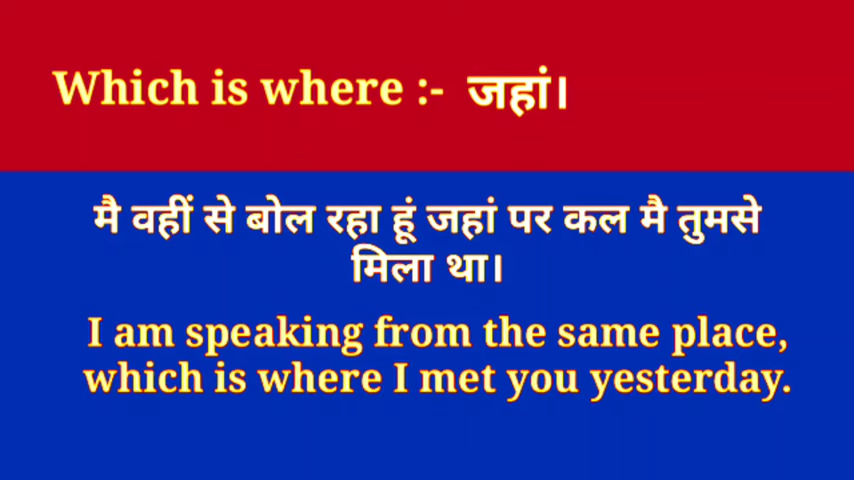 Which is where :- जहां।
मै वहीं से बोल रहा हूं जहां पर कल मै तुमसे
मिला था।
I am speaking from the same place,
which is where I met you yesterday.